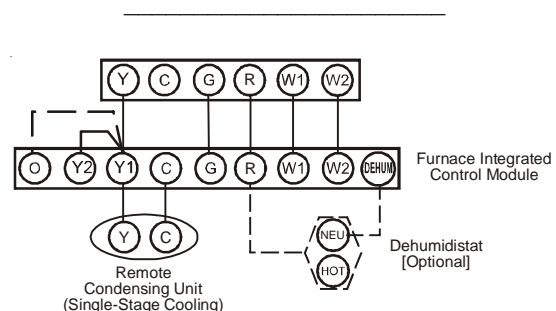 Y C G R W1 W2
O Y2 Y1 C G R W1 W2 DEHUM
Furnace Integrated
Control Module
Y C
NEU
HOT
Dehumidistat
[Optional]
Remote
Condensing Unit
(Single-Stage Cooling)